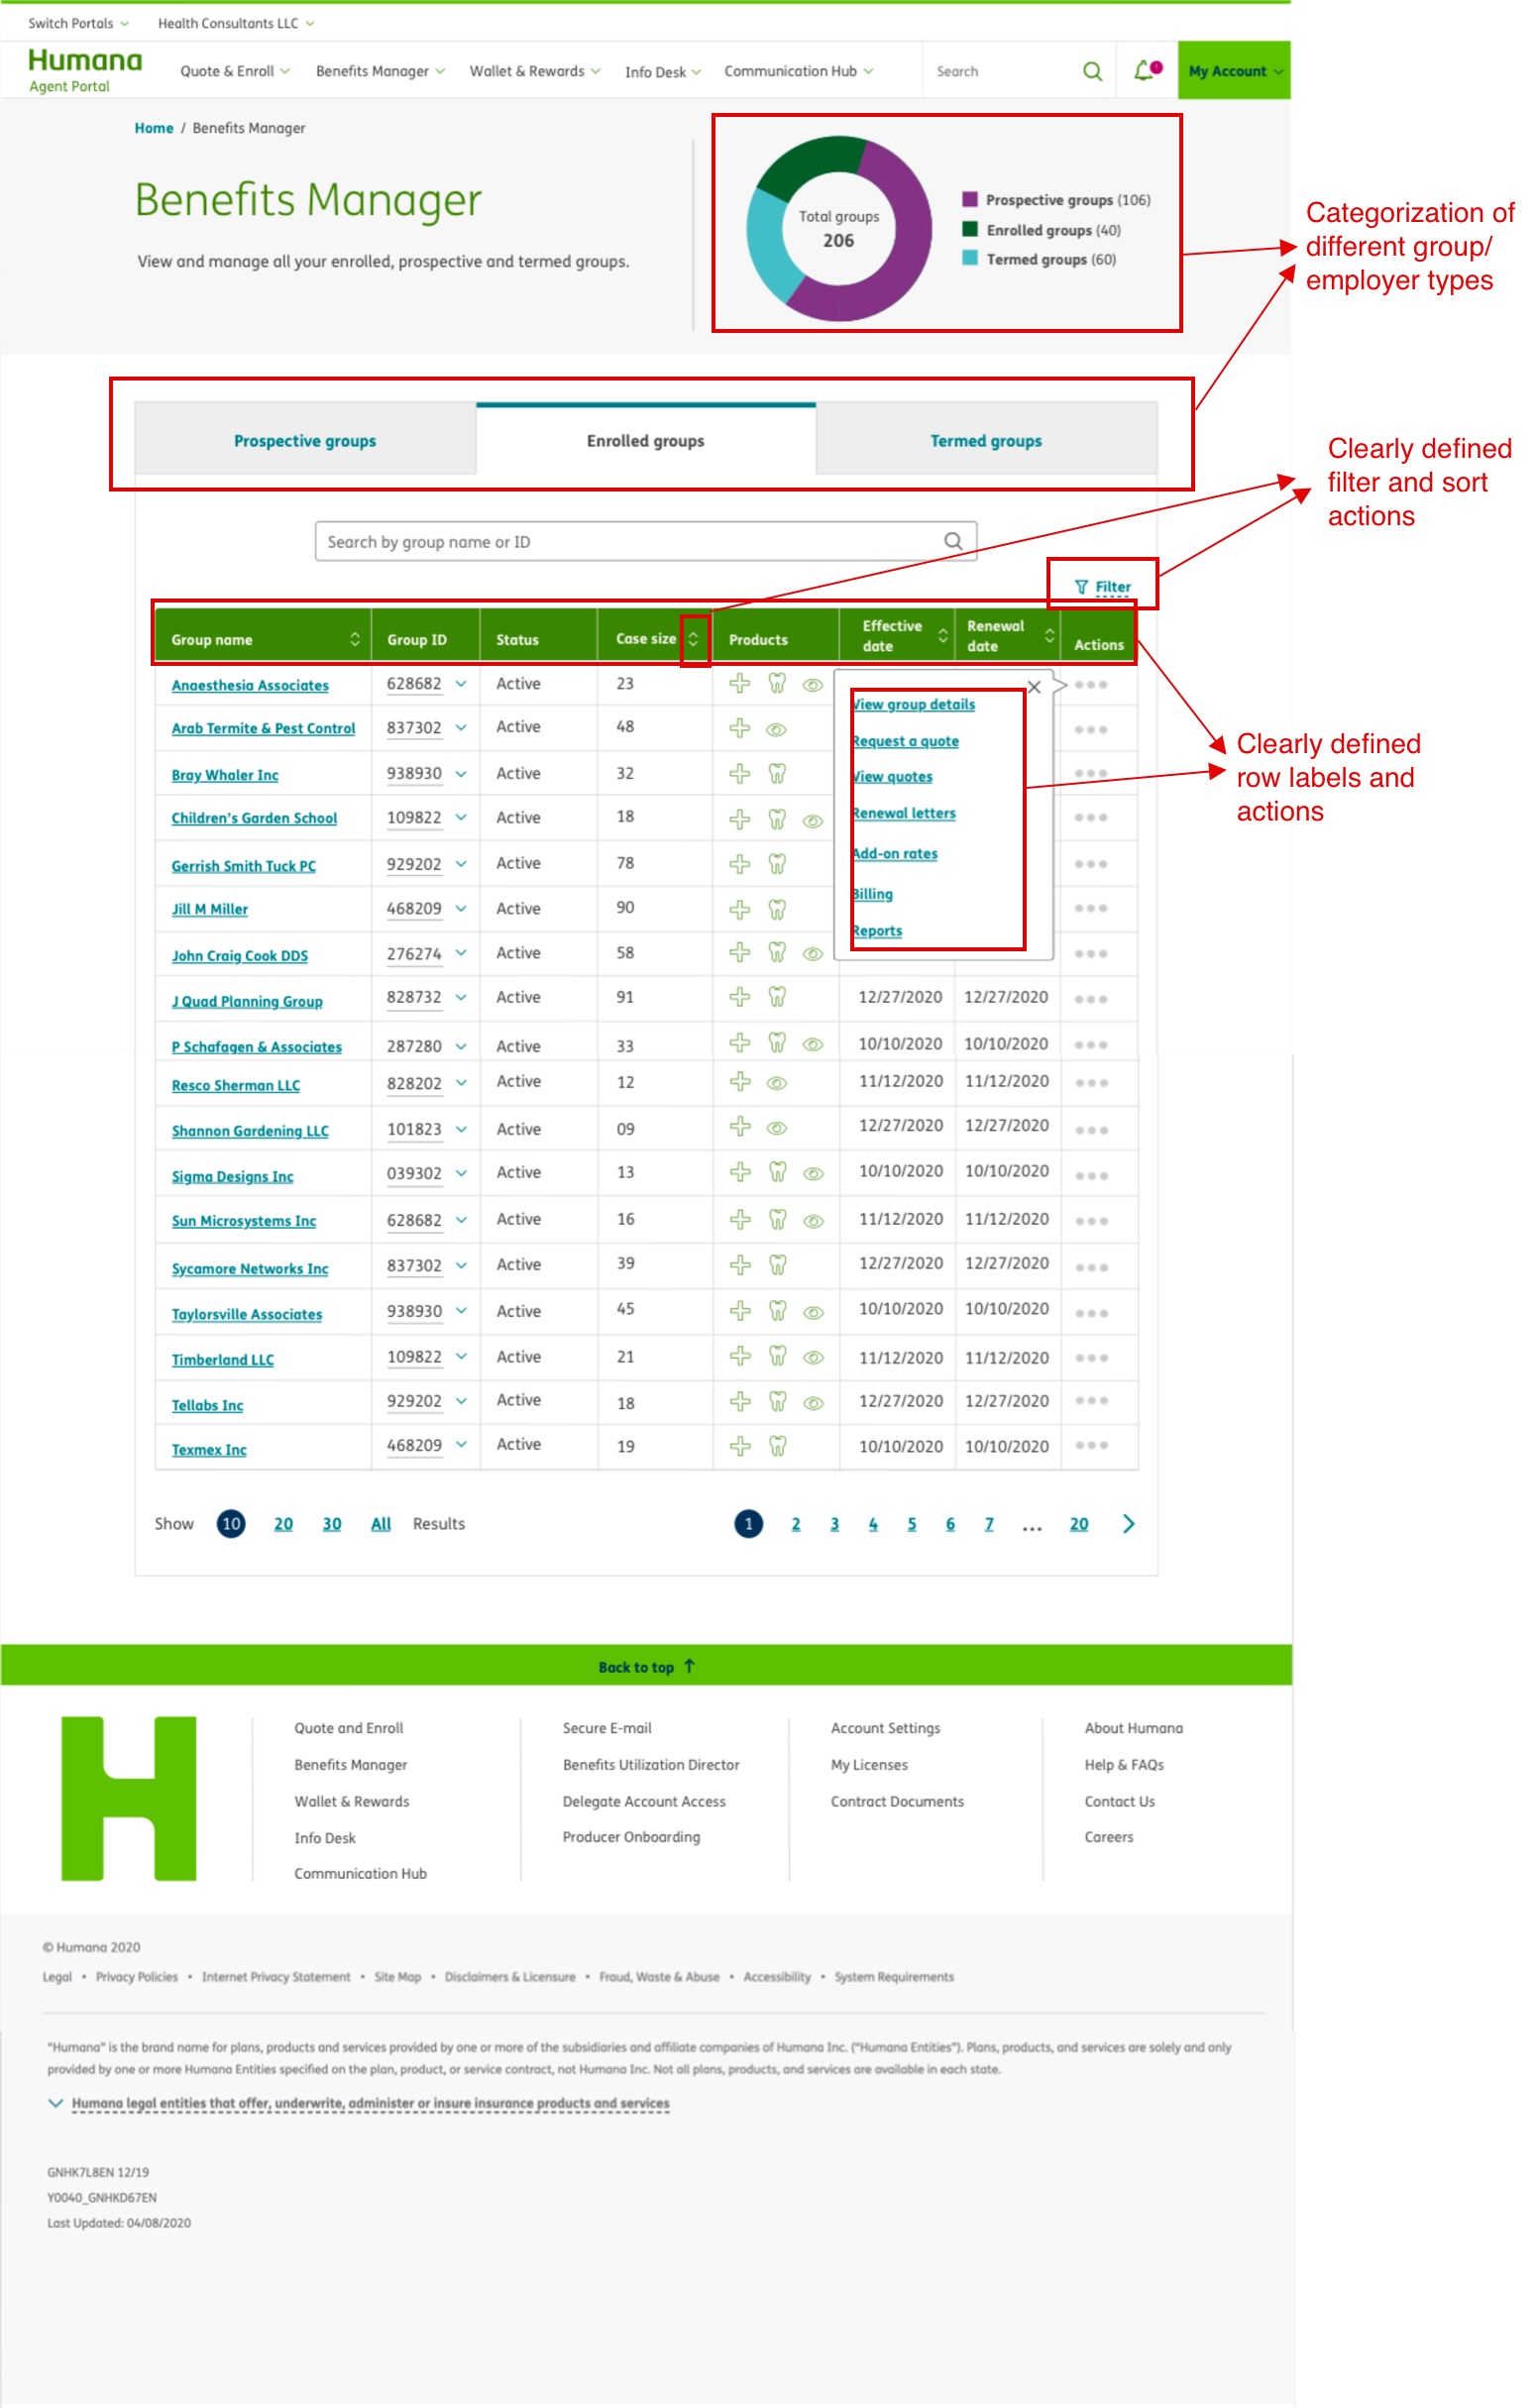 Switch Portals
Health Consultants LLC
Humana
Agent Portal
Quote & Enroll
Benefits Manager
Wallet & Rewards
Info Desk
Communication Hub
Search
My Account
Home / Benefits Manager
Benefits Manager
View and manage all your enrolled, prospective and termed groups.
Total groups
206
Prospective groups (106)
Enrolled groups (40)
Termed groups (60)
Categorization of
different group/
employer types
Prospective groups
Enrolled groups
Termed groups
Clearly defined
filter and sort
actions
Search by group name or ID
Filter
Group name
Group ID
Status
Case size
Products
Effective
date
Renewal
date
Actions
Anaesthesia Associates 628682 Active 23
Arab Termite & Pest Control 837302 Active 48
Bray Whaler Inc 938930 Active 32
Children's Garden School 109822 Active 18
Gerrish Smith Tuck PC 929202 Active 78
Jill M Miller 468209 Active 90
John Craig Cook DDS 276274 Active 58
View group details
Request a quote
View quotes
Renewal letters
Add-on rates
Billing
Reports
Clearly defined
row labels and
actions
J Quad Planning Group 828732 Active 91 12/27/2020 12/27/2020
P Schafagen & Associates 287280 Active 33 10/10/2020 10/10/2020
Resco Sherman LLC 828202 Active 12 11/12/2020 11/12/2020
Shannon Gardening LLC 101823 Active 09 12/27/2020 12/27/2020
Sigma Designs Inc 039302 Active 13 10/10/2020 10/10/2020
Sun Microsystems Inc 628682 Active 16 11/12/2020 11/12/2020
Sycamore Networks Inc 837302 Active 39 12/27/2020 12/27/2020
Taylorsville Associates 938930 Active 45 10/10/2020 10/10/2020
Timberland LLC 109822 Active 21 11/12/2020 11/12/2020
Tellabs Inc 929202 Active 18 12/27/2020 12/27/2020
Texmex Inc 468209 Active 19 10/10/2020 10/10/2020
Show 10 20 30 All Results
1 2 3 4 5 6 7 ... 20
Back to top
H
Quote and Enroll
Benefits Manager
Wallet & Rewards
Info Desk
Communication Hub
Secure E-mail
Benefits Utilization Director
Delegate Account Access
Producer Onboarding
Account Settings
My Licenses
Contract Documents
About Humana
Help & FAQs
Contact Us
Careers
© Humana 2020
Legal • Privacy Policies • Internet Privacy Statement • Site Map • Disclaimers & Licensure • Fraud, Waste & Abuse • Accessibility • System Requirements
“Humana” is the brand name for plans, products and services provided by one or more of the subsidiaries and affiliate companies of Humana Inc. (“Humana Entities”). Plans, products, and services are solely and only
provided by one or more Humana Entities specified on the plan, product, or service contract, not Humana Inc. Not all plans, products, and services are available in each state.
Humana legal entities that offer, underwrite, administer or insure insurance products and services
GNHK7L8EN 12/19
Y0040_GNHKD67EN
Last Updated: 04/08/2020